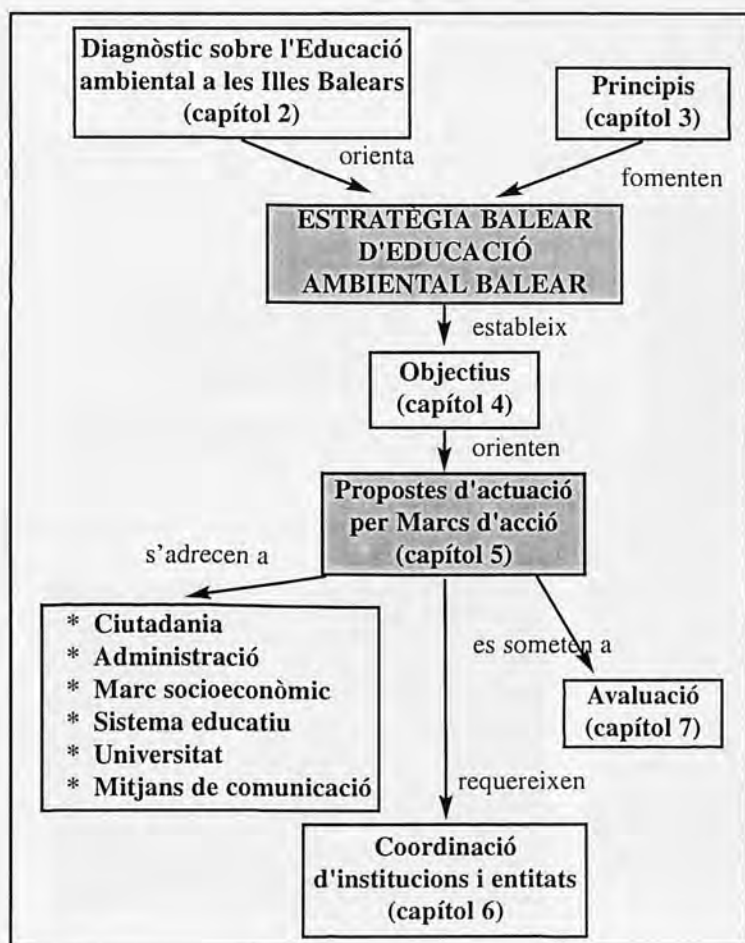 Diagnòstic sobre l'Educació
ambiental a les Illes Balears
(capítol 2)
Principis
(capítol 3)
orienta
fomenten
ESTRATÈGIA BALEAR
D'EDUCACIÓ
AMBIENTAL BALEAR
estableix
Objectius
(capítol 4)
orienten
Propostes d'actuació
per Marcs d'acció
(capítol 5)
s'adrecen a
* Ciutadania
* Administració
* Marc socioeconòmic
* Sistema educatiu
* Universitat
* Mitjans de comunicació
es someten a
Avaluació
(capítol 7)
requereixen
Coordinació
d'institucions i entitats
(capítol 6)